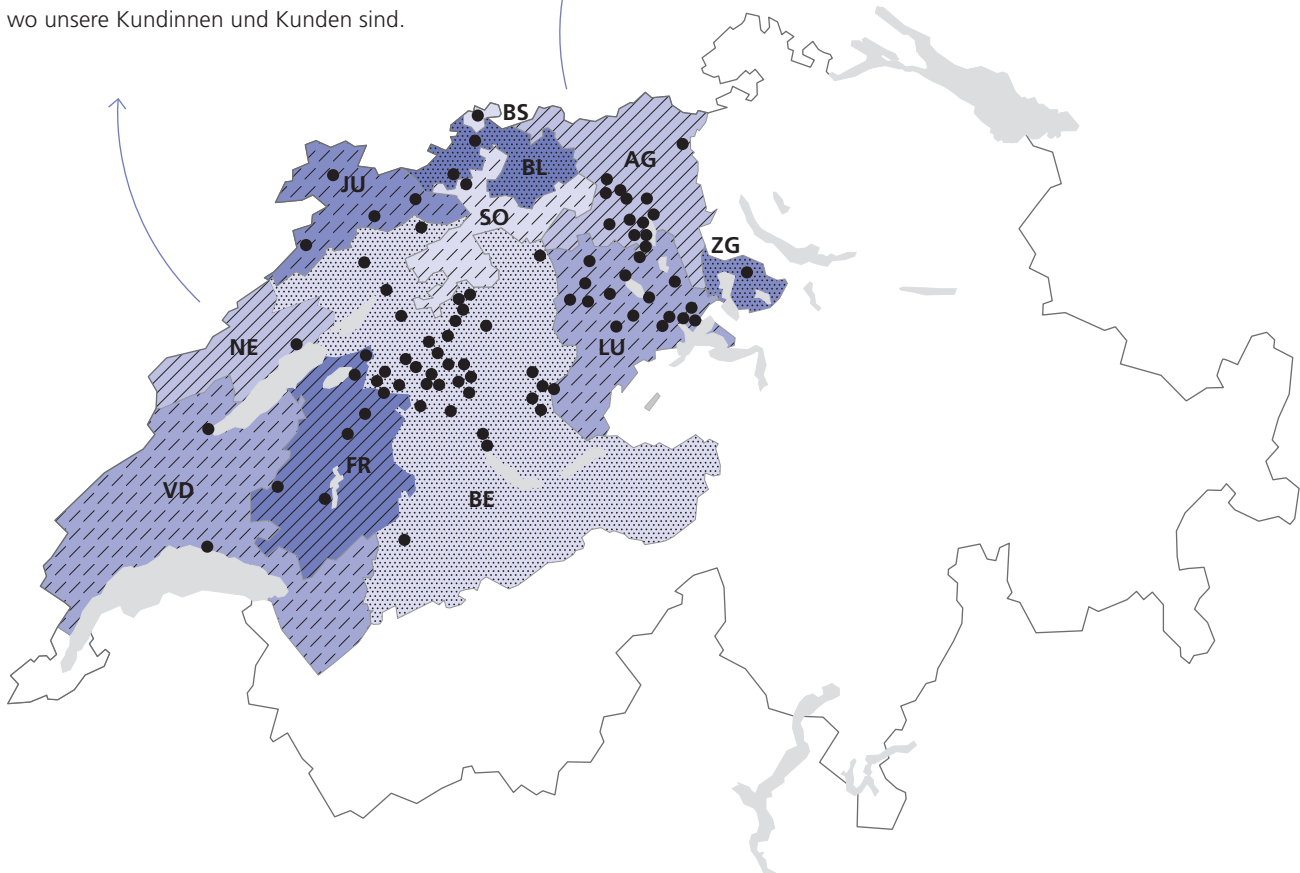 wo unsere Kundinnen und Kunden sind.
BS
BL
AG
JU
SO
ZG
NE
LU
FR
VD
BE